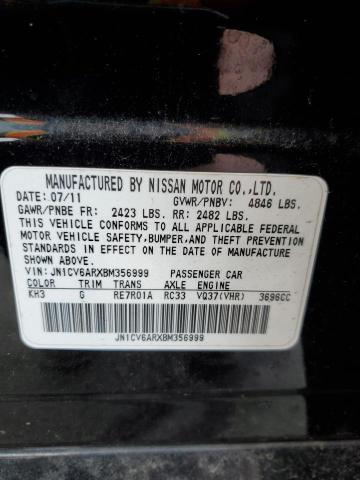 MANUFACTURED BY NISSAN MOTOR CO.,LTD.
DATE: 07/11 GVWR/PNBV: 4846 LBS.
GAWR/PNBE FR: 2423 LBS. RR: 2482 LBS.
THIS VEHICLE CONFORMS TO ALL APPLICABLE FEDERAL
MOTOR VEHICLE SAFETY, BUMPER, AND THEFT PREVENTION
STANDARDS IN EFFECT ON THE DATE OF MANUFACTURE
SHOWN ABOVE.
VIN: JN1CV6ARXBM356999 PASSENGER CAR
COLOR TRIM TRANS AXLE ENGINE
KH3 G RE7R01A RC33 VQ37(VHR) 3696CC
JN1CV6ARXBM356999